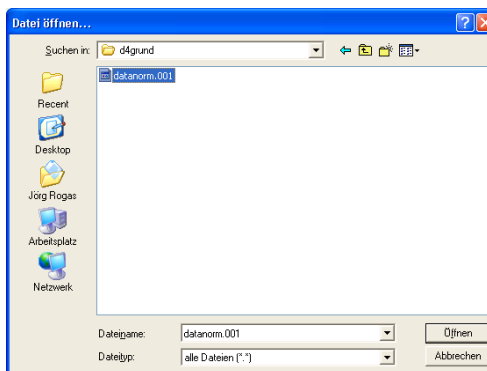 Datei öffnen...
Suchen in: d4grund
datanorm.001
Recent
Desktop
Jörg Rogas
Arbeitsplatz
Netzwerk
Dateiname: datanorm.001 Öffnen
Dateityp: alle Dateien (*.*) Abbrechen